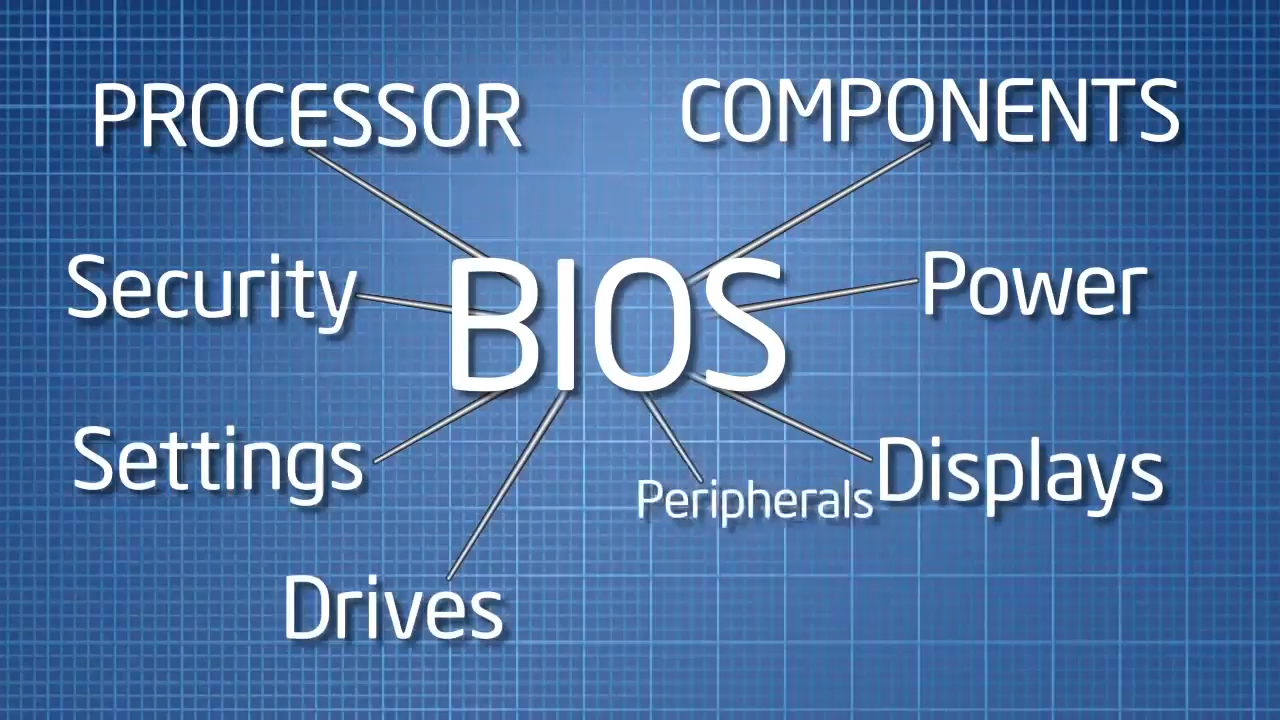 PROCESSOR
COMPONENTS
Security
BIOS
Power
Settings
Displays
Peripherals
Drives